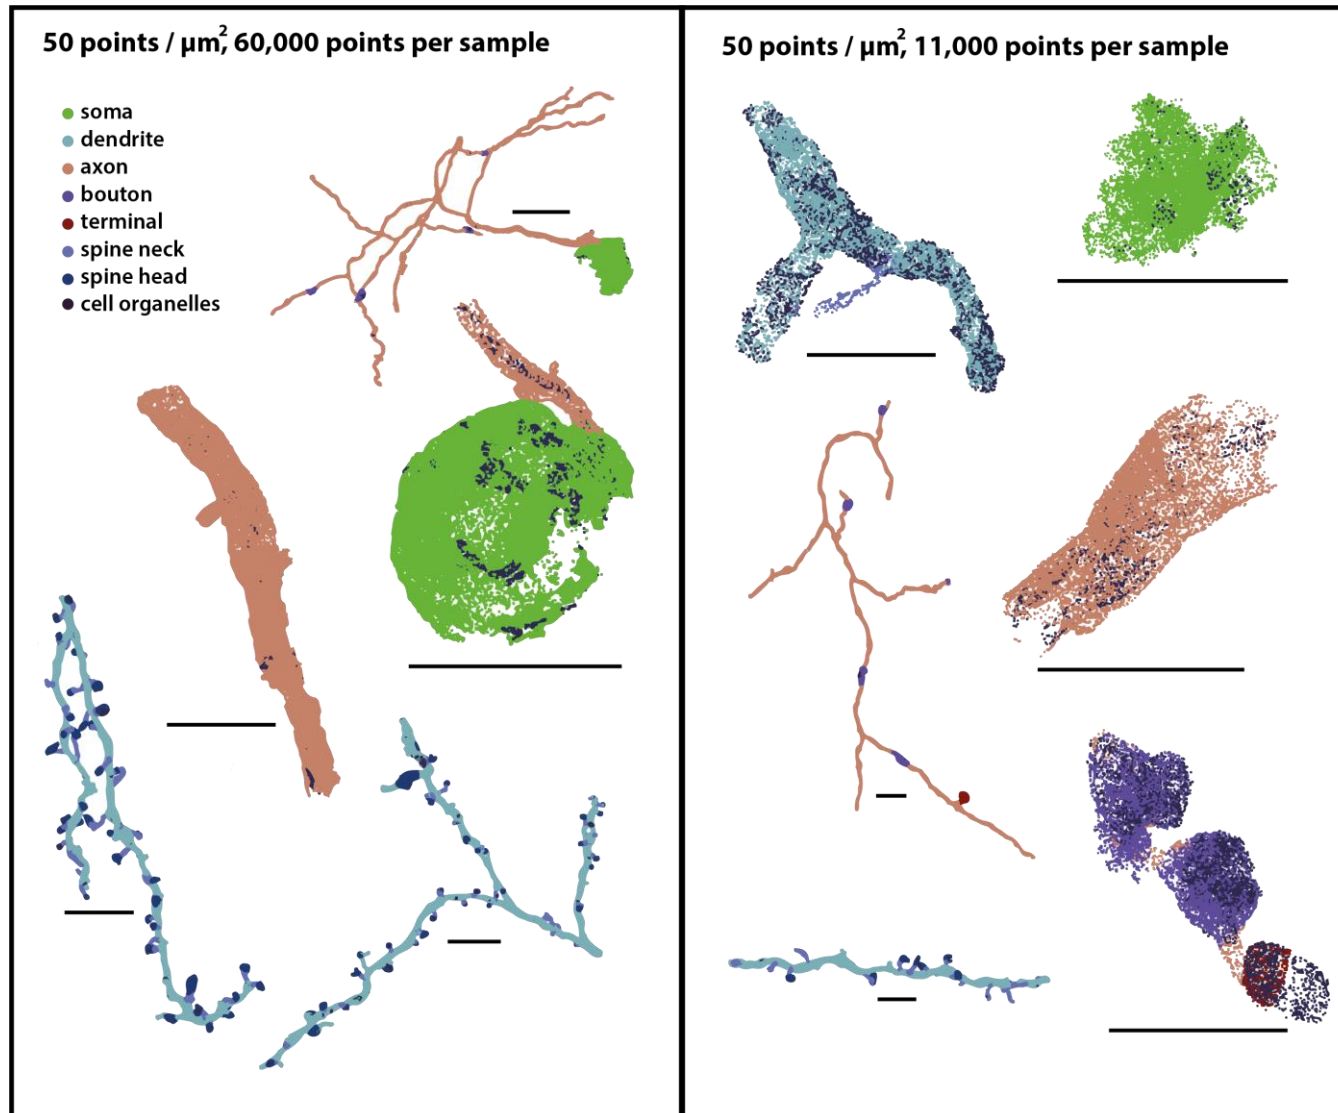 50 points / µm², 60,000 points per sample
soma
dendrite
axon
bouton
terminal
spine neck
spine head
cell organelles
50 points / µm², 11,000 points per sample